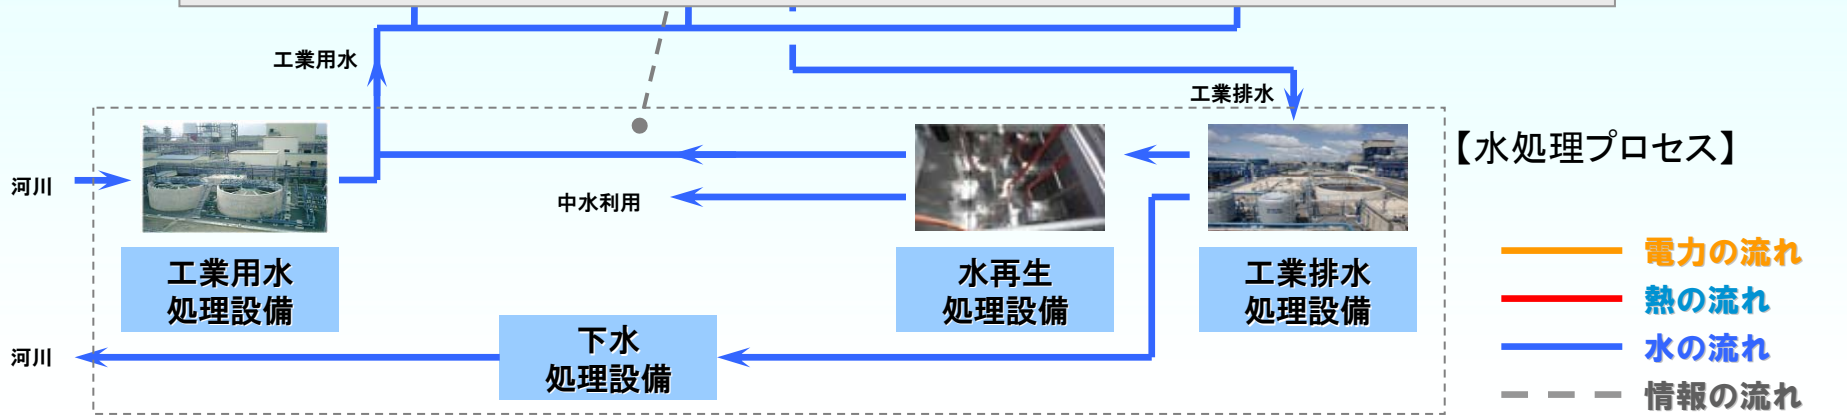 工業用水
工業排水
【水処理プロセス】
河川
中水利用
工業用水
処理設備
水再生
処理設備
工業排水
処理設備
下水
処理設備
河川
電力の流れ
熱の流れ
水の流れ
情報の流れ